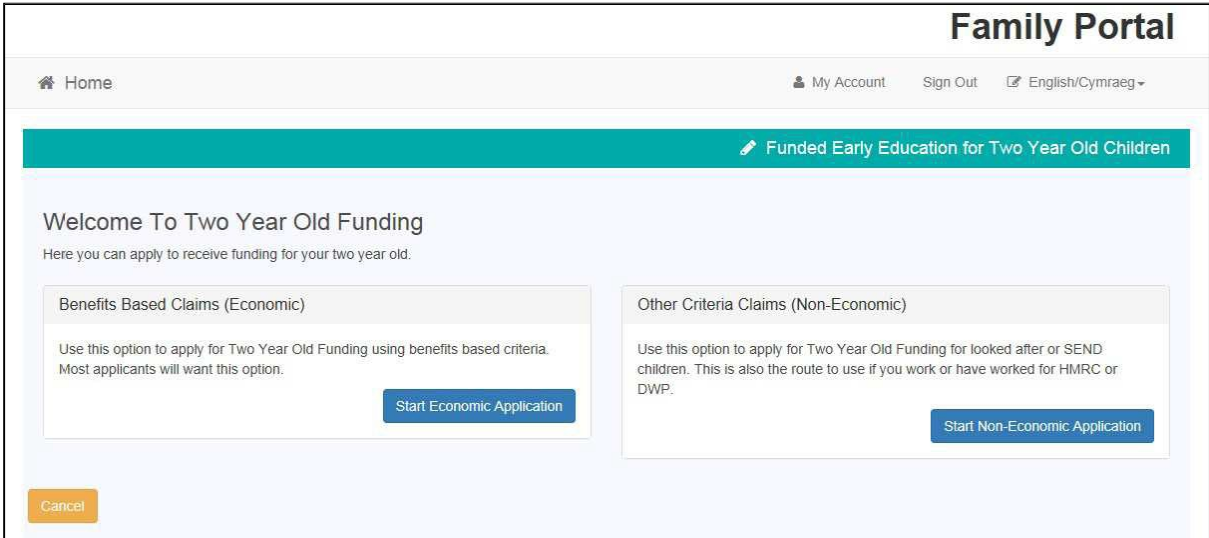 Family Portal
Home
My Account
Sign Out
English/Cymraeg
Funded Early Education for Two Year Old Children
Welcome To Two Year Old Funding
Here you can apply to receive funding for your two year old.
Benefits Based Claims (Economic)
Use this option to apply for Two Year Old Funding using benefits based criteria.
Most applicants will want this option.
Start Economic Application
Other Criteria Claims (Non-Economic)
Use this option to apply for Two Year Old Funding for looked after or SEND
children. This is also the route to use if you work or have worked for HMRC or
DWP.
Start Non-Economic Application
Cancel